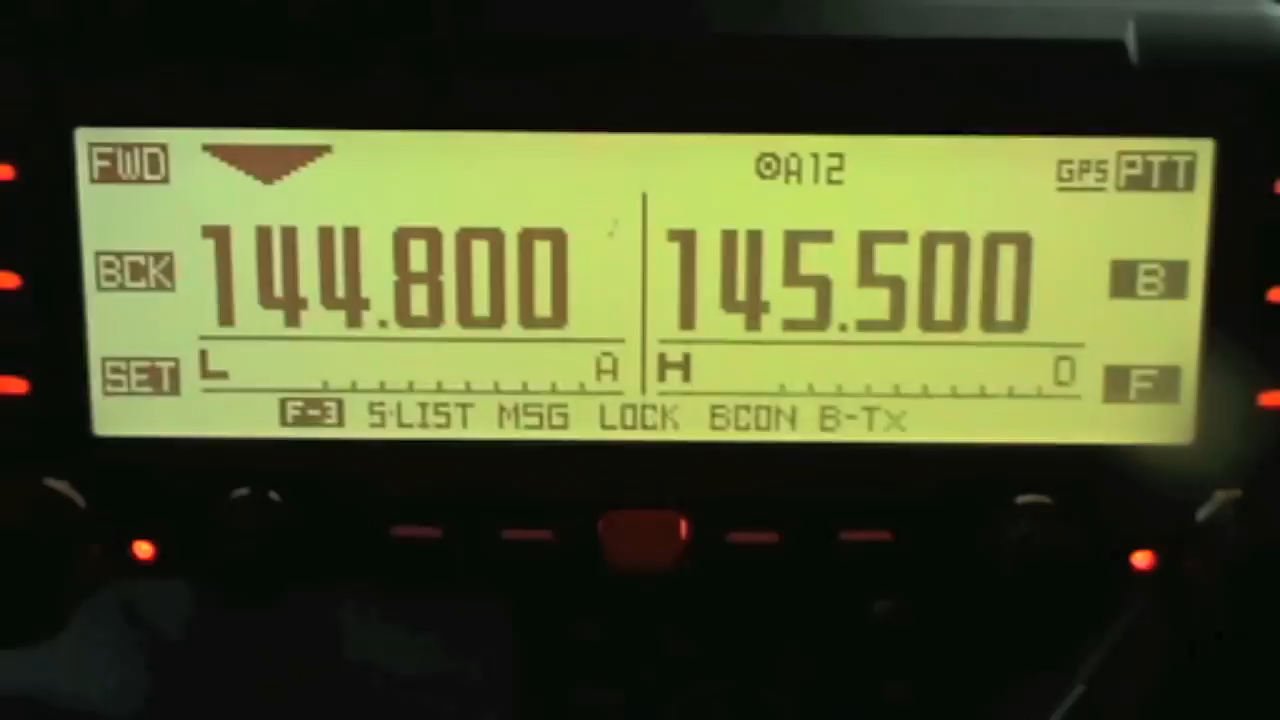 FWD ⊙A12 GPS PTT
BCK 144.800 145.500 B
SET L A H 0 F
F-3 S·LIST MSG LOCK BCON B-Tx